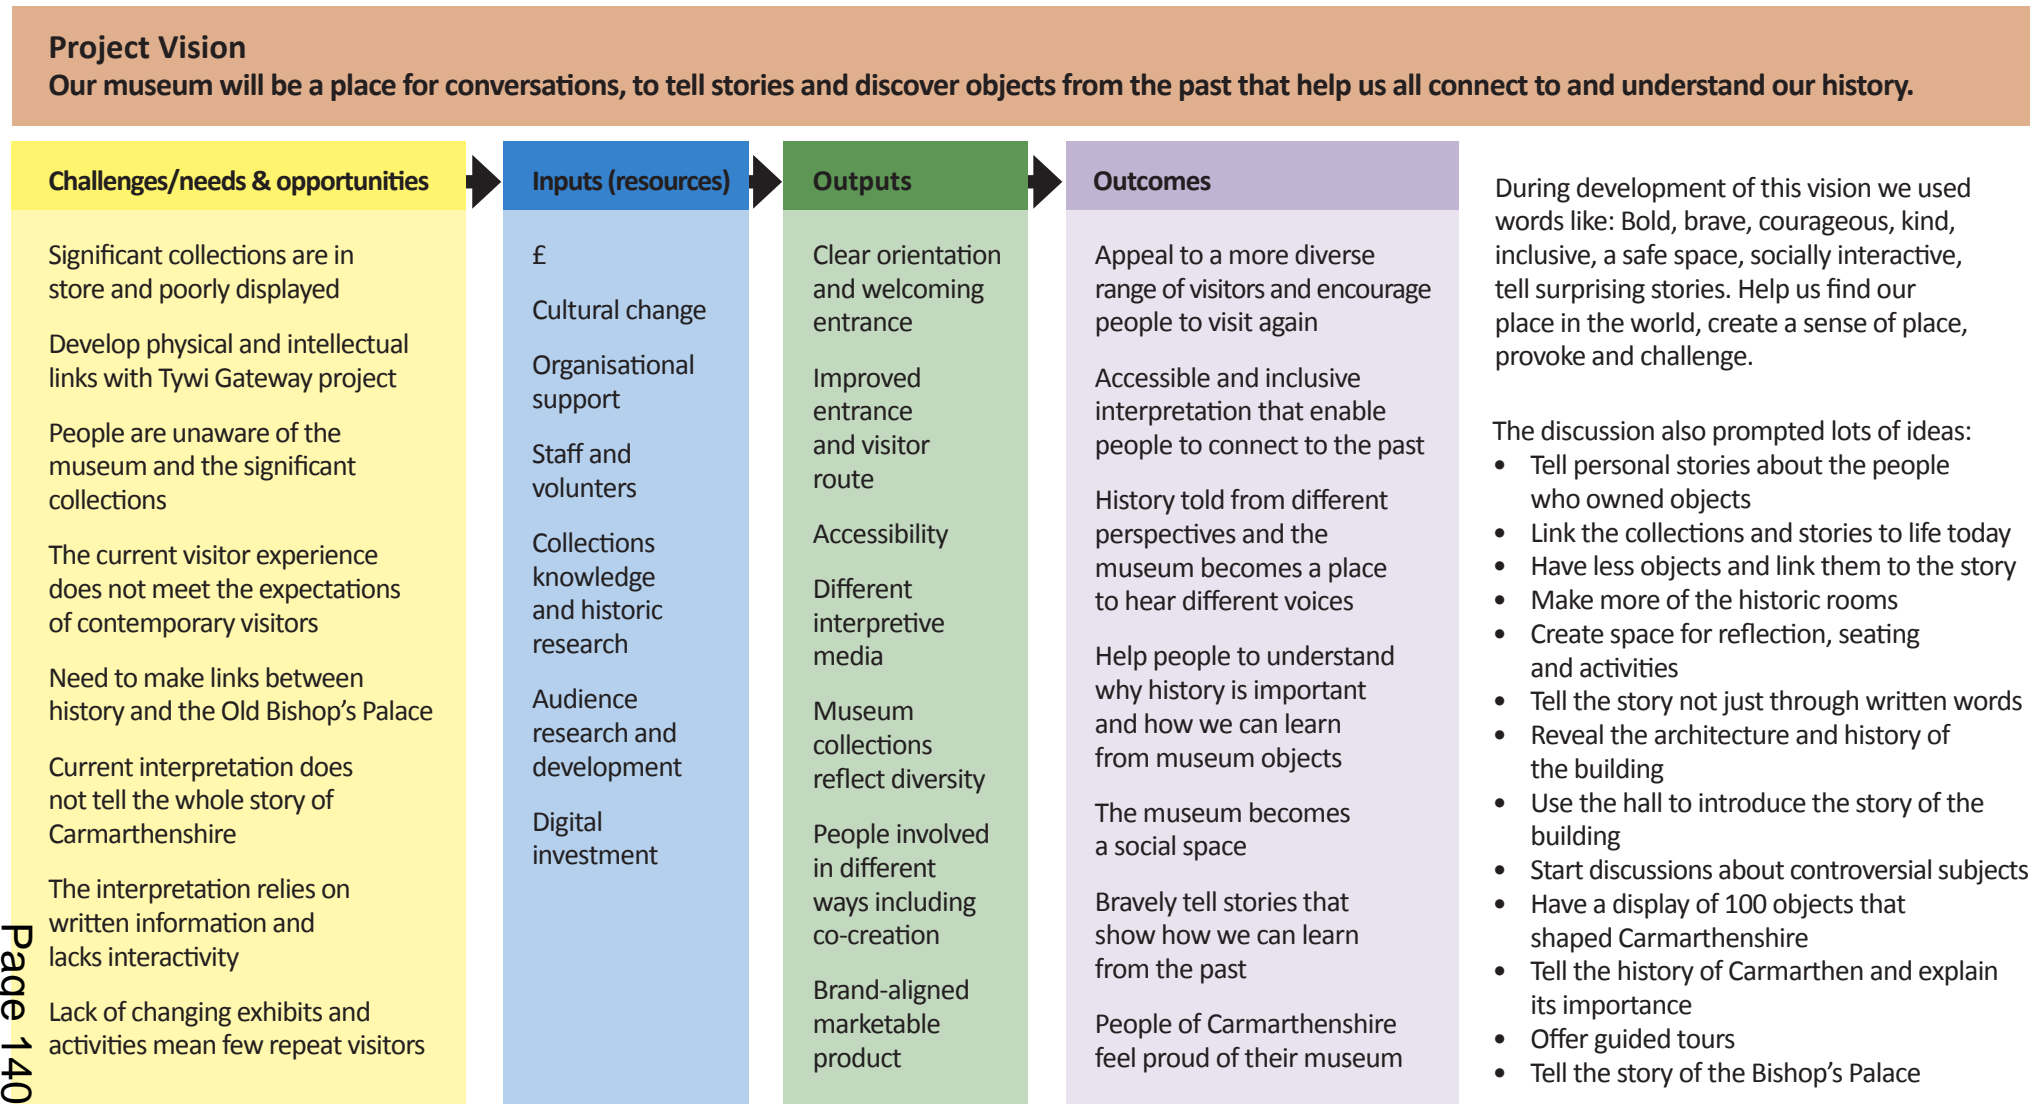 Project Vision
Our museum will be a place for conversations, to tell stories and discover objects from the past that help us all connect to and understand our history.
Challenges/needs & opportunities
Significant collections are in
store and poorly displayed
Develop physical and intellectual
links with Tywi Gateway project
People are unaware of the
museum and the significant
collections
The current visitor experience
does not meet the expectations
of contemporary visitors
Need to make links between
history and the Old Bishop's Palace
Current interpretation does
not tell the whole story of
Carmarthenshire
The interpretation relies on
written information and
lacks interactivity
Lack of changing exhibits and
activities mean few repeat visitors
Inputs (resources)
£
Cultural change
Organisational
support
Staff and
volunters
Collections
knowledge
and historic
research
Audience
research and
development
Digital
investment
Outputs
Clear orientation
and welcoming
entrance
Improved
entrance
and visitor
route
Accessibility
Different
interpretive
media
Museum
collections
reflect diversity
People involved
in different
ways including
co-creation
Brand-aligned
marketable
product
Outcomes
Appeal to a more diverse
range of visitors and encourage
people to visit again
Accessible and inclusive
interpretation that enable
people to connect to the past
History told from different
perspectives and the
museum becomes a place
to hear different voices
Help people to understand
why history is important
and how we can learn
from museum objects
The museum becomes
a social space
Bravely tell stories that
show how we can learn
from the past
People of Carmarthenshire
feel proud of their museum
During development of this vision we used
words like: Bold, brave, courageous, kind,
inclusive, a safe space, socially interactive,
tell surprising stories. Help us find our
place in the world, create a sense of place,
provoke and challenge.
The discussion also prompted lots of ideas:
• Tell personal stories about the people
who owned objects
• Link the collections and stories to life today
• Have less objects and link them to the story
• Make more of the historic rooms
• Create space for reflection, seating
and activities
• Tell the story not just through written words
• Reveal the architecture and history of
the building
• Use the hall to introduce the story of the
building
• Start discussions about controversial subjects
• Have a display of 100 objects that
shaped Carmarthenshire
• Tell the history of Carmarthen and explain
its importance
• Offer guided tours
• Tell the story of the Bishop's Palace
Page 140